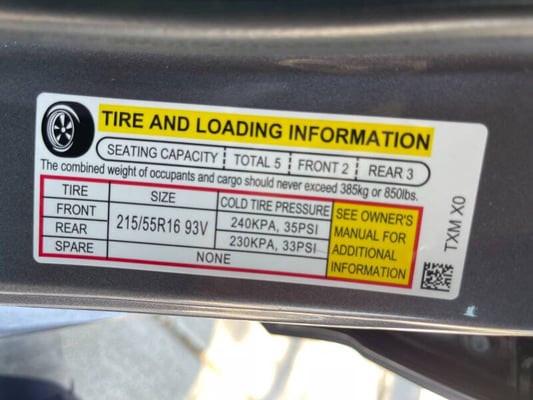 TIRE AND LOADING INFORMATION
SEATING CAPACITY TOTAL 5 FRONT 2 REAR 3
The combined weight of occupants and cargo should never exceed 385kg or 850lbs.
TIRE SIZE COLD TIRE PRESSURE
FRONT 215/55R16 93V 240KPA, 35PSI
REAR 230KPA, 33PSI
SPARE NONE
SEE OWNER'S
MANUAL FOR
ADDITIONAL
INFORMATION
TXM X0